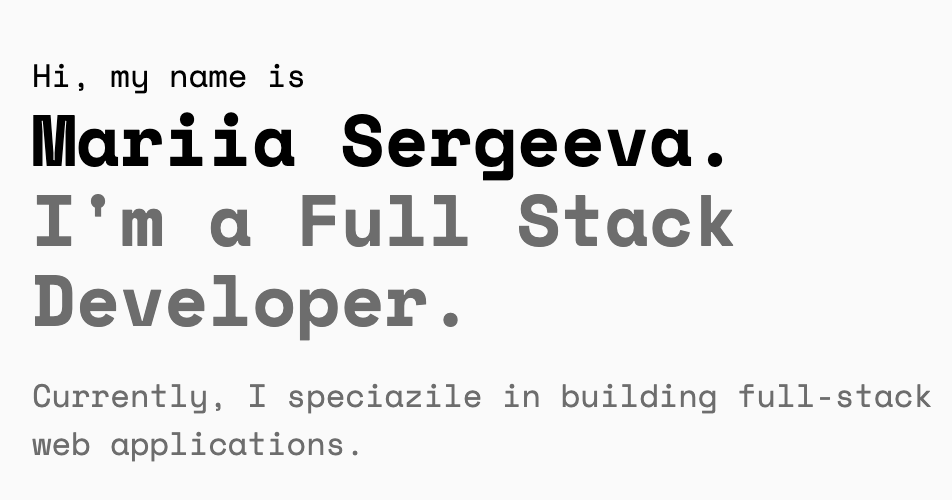 Hi, my name is
Mariia Sergeeva.
I'm a Full Stack
Developer.
Currently, I speciazile in building full-stack
web applications.